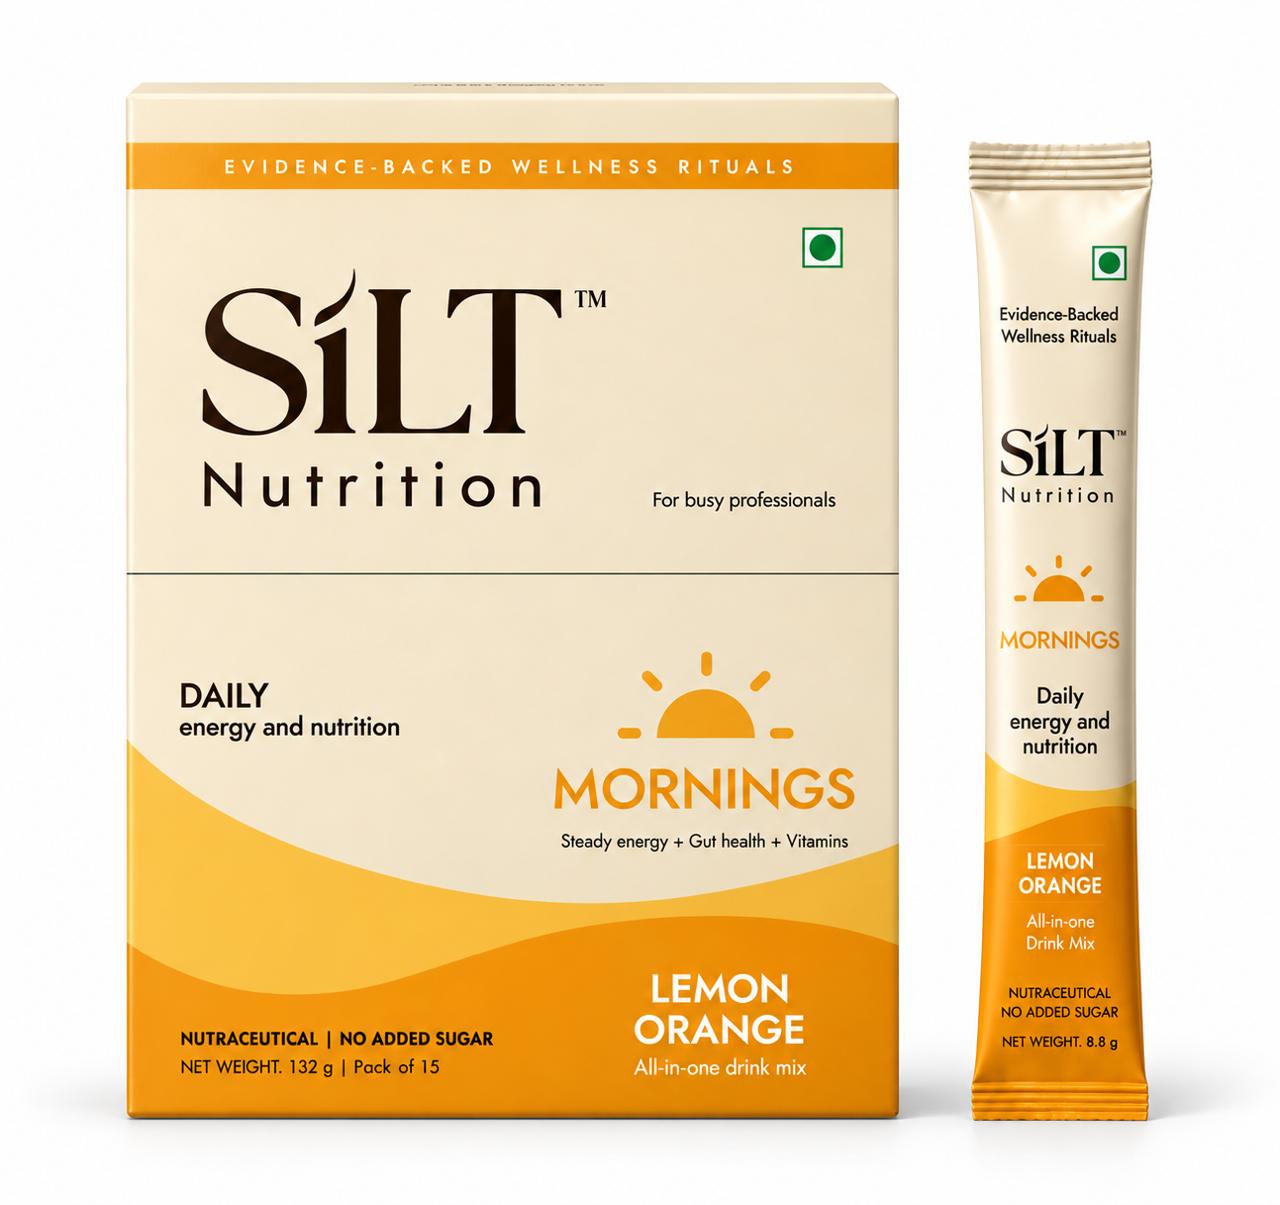 EVIDENCE-BACKED WELLNESS RITUALS
SiLT™
Nutrition
For busy professionals
DAILY
energy and nutrition
MORNINGS
Steady energy + Gut health + Vitamins
LEMON
ORANGE
All-in-one drink mix
NUTRACEUTICAL | NO ADDED SUGAR
NET WEIGHT. 132 g | Pack of 15
Evidence-Backed
Wellness Rituals
SiLT™
Nutrition
MORNINGS
Daily
energy and
nutrition
LEMON
ORANGE
All-in-one
Drink Mix
NUTRACEUTICAL
NO ADDED SUGAR
NET WEIGHT. 8.8 g